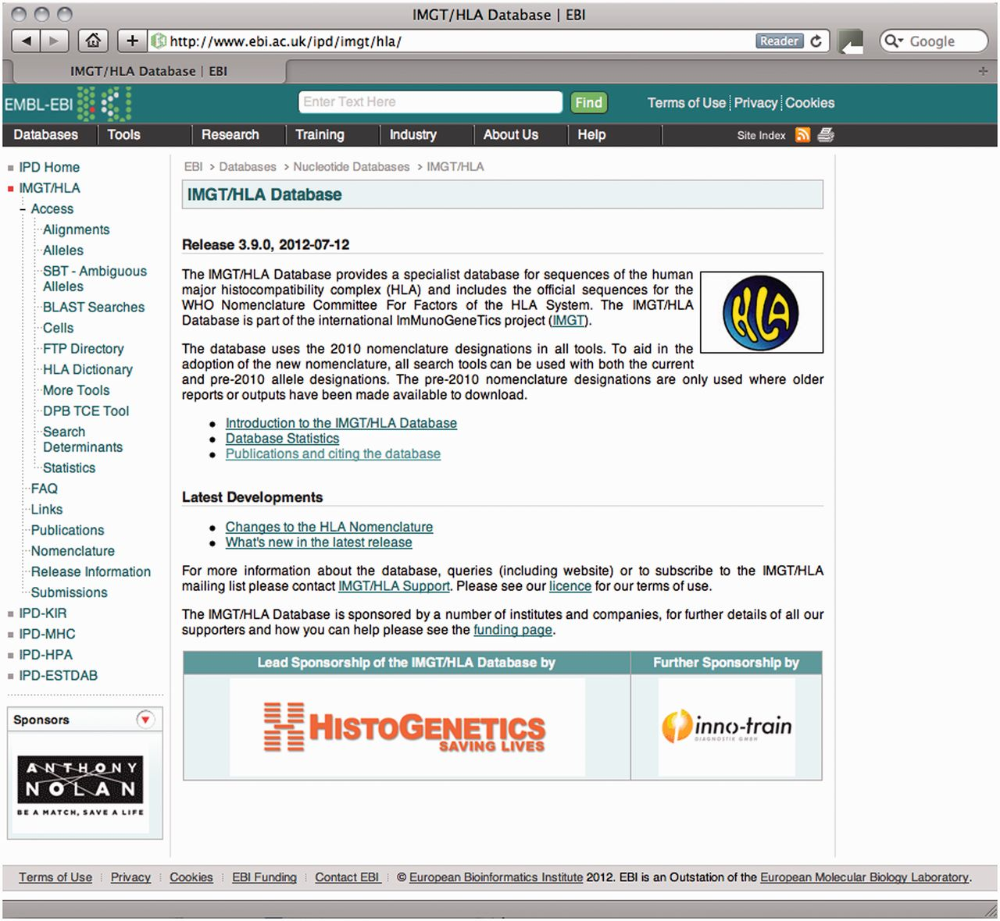 IMGT/HLA Database | EBI
http://www.ebi.ac.uk/ipd/imgt/hla/
Reader
Google
IMGT/HLA Database | EBI
EMBL-EBI
Enter Text Here
Find
Terms of Use Privacy Cookies
Databases Tools Research Training Industry About Us Help Site Index
IPD Home
IMGT/HLA
Access
Alignments
Alleles
SBT - Ambiguous
Alleles
BLAST Searches
Cells
FTP Directory
HLA Dictionary
More Tools
DPB TCE Tool
Search
Determinants
Statistics
FAQ
Links
Publications
Nomenclature
Release Information
Submissions
IPD-KIR
IPD-MHC
IPD-HPA
IPD-ESTDAB
Sponsors
ANTHONY
NOLAN
BE A MATCH, SAVE A LIFE
EBI > Databases > Nucleotide Databases > IMGT/HLA
IMGT/HLA Database
Release 3.9.0, 2012-07-12
The IMGT/HLA Database provides a specialist database for sequences of the human
major histocompatibility complex (HLA) and includes the official sequences for the
WHO Nomenclature Committee For Factors of the HLA System. The IMGT/HLA
Database is part of the international ImMunoGeneTics project (IMGT).
HLA
The database uses the 2010 nomenclature designations in all tools. To aid in the
adoption of the new nomenclature, all search tools can be used with both the current
and pre-2010 allele designations. The pre-2010 nomenclature designations are only used where older
reports or outputs have been made available to download.
Introduction to the IMGT/HLA Database
Database Statistics
Publications and citing the database
Latest Developments
Changes to the HLA Nomenclature
What's new in the latest release
For more information about the database, queries (including website) or to subscribe to the IMGT/HLA
mailing list please contact IMGT/HLA Support. Please see our licence for our terms of use.
The IMGT/HLA Database is sponsored by a number of institutes and companies, for further details of all our
supporters and how you can help please see the funding page.
Lead Sponsorship of the IMGT/HLA Database by
Further Sponsorship by
HISTOGENETICS
SAVING LIVES
inno-train
DIAGNOSTIK GMBH
Terms of Use Privacy Cookies EBI Funding Contact EBI © European Bioinformatics Institute 2012. EBI is an Outstation of the European Molecular Biology Laboratory.